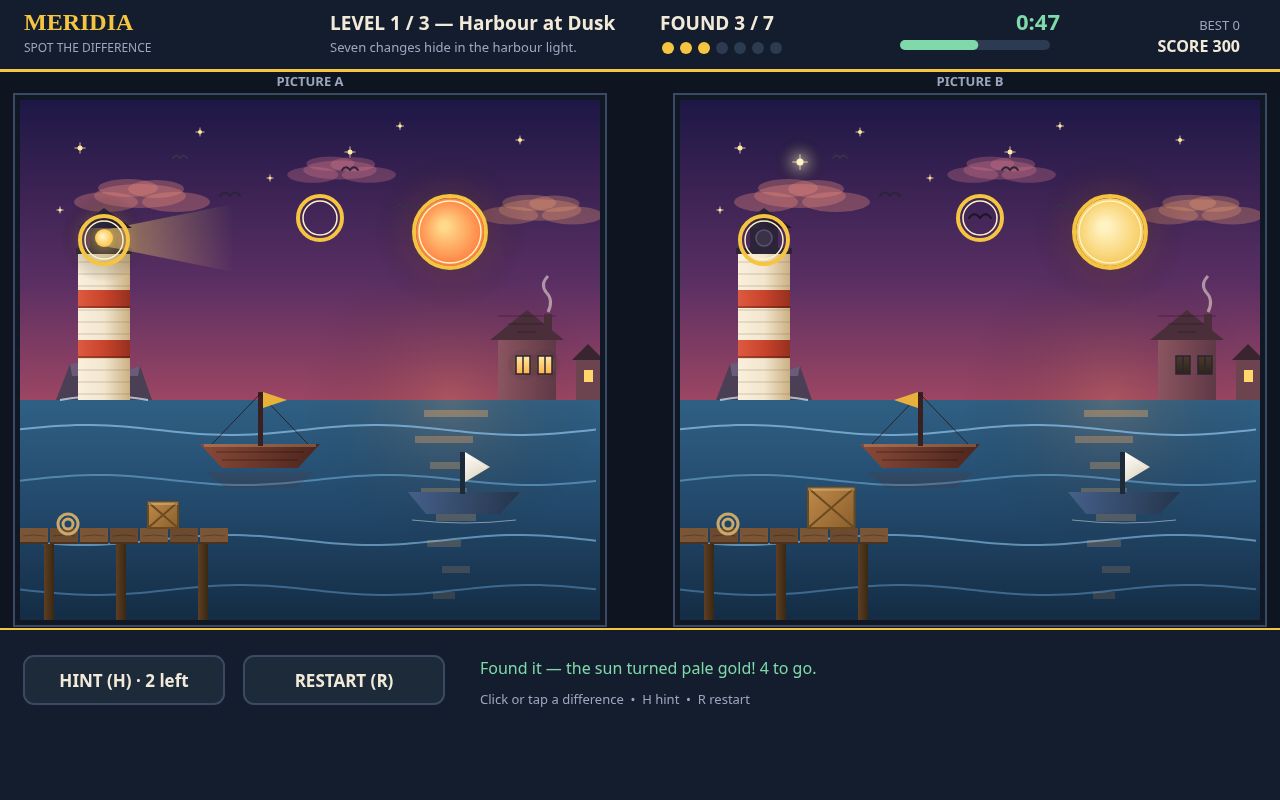 MERIDIA
SPOT THE DIFFERENCE
LEVEL 1 / 3 — Harbour at Dusk
Seven changes hide in the harbour light.
FOUND 3 / 7
0:47
BEST 0
SCORE 300
PICTURE A
PICTURE B
HINT (H) · 2 left
RESTART (R)
Found it — the sun turned pale gold! 4 to go.
Click or tap a difference • H hint • R restart